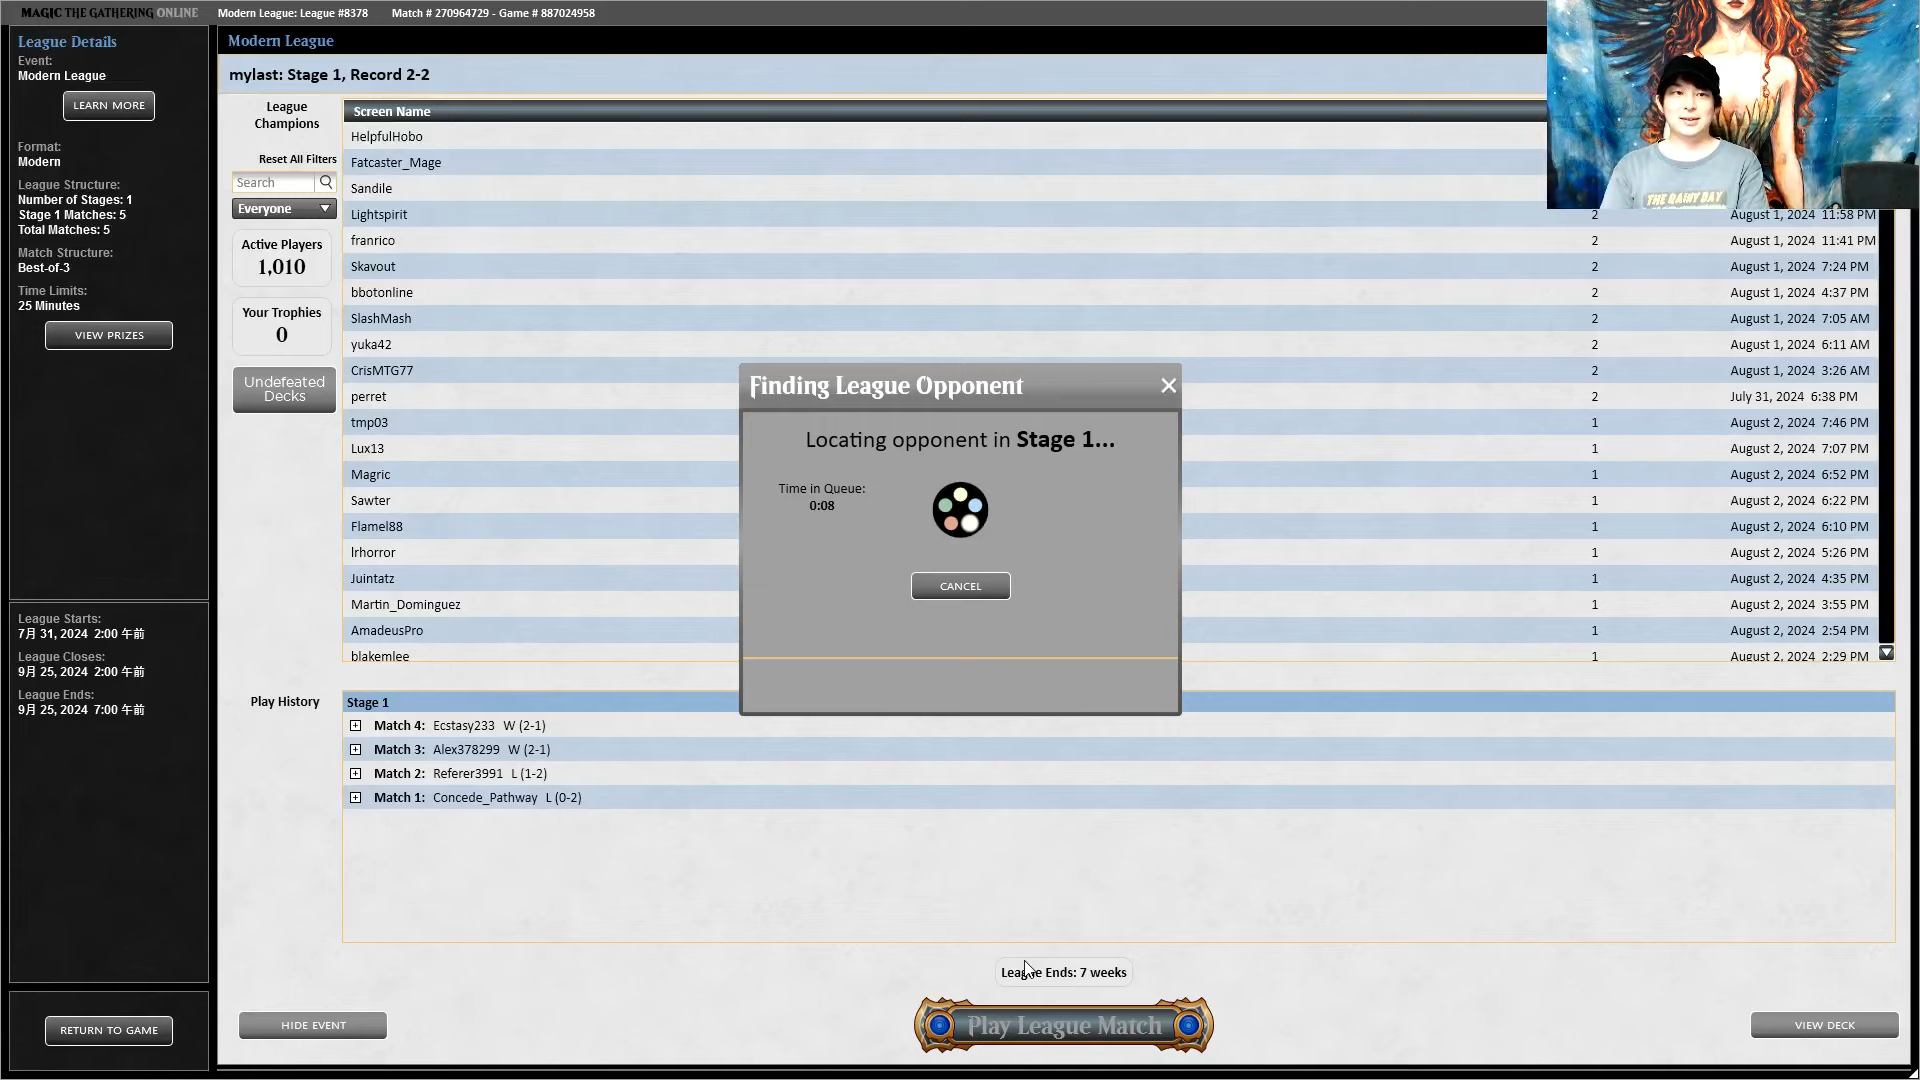 MAGIC THE GATHERING ONLINE
Modern League: League #8378
Match # 270964729 - Game # 887024958
League Details
Event:
Modern League
LEARN MORE
Format:
Modern
League Structure:
Number of Stages: 1
Stage 1 Matches: 5
Total Matches: 5
Match Structure:
Best-of-3
Time Limits:
25 Minutes
VIEW PRIZES
League Starts:
7月 31, 2024 2:00 午前
League Closes:
9月 25, 2024 2:00 午前
League Ends:
9月 25, 2024 7:00 午前
RETURN TO GAME
Modern League
mylast: Stage 1, Record 2-2
League
Champions
Reset All Filters
Search
Everyone
Active Players
1,010
Your Trophies
0
Undefeated
Decks
Screen Name
HelpfulHobo
Fatcaster_Mage
Sandile
Lightspirit 2 August 1, 2024 11:58 PM
franrico 2 August 1, 2024 11:41 PM
Skavout 2 August 1, 2024 7:24 PM
bbotonline 2 August 1, 2024 4:37 PM
SlashMash 2 August 1, 2024 7:05 AM
yuka42 2 August 1, 2024 6:11 AM
CrisMTG77 2 August 1, 2024 3:26 AM
perret 2 July 31, 2024 6:38 PM
tmp03 1 August 2, 2024 7:46 PM
Lux13 1 August 2, 2024 7:07 PM
Magric 1 August 2, 2024 6:52 PM
Sawter 1 August 2, 2024 6:22 PM
Flamel88 1 August 2, 2024 6:10 PM
lrhorror 1 August 2, 2024 5:26 PM
Juintatz 1 August 2, 2024 4:35 PM
Martin_Dominguez 1 August 2, 2024 3:55 PM
AmadeusPro 1 August 2, 2024 2:54 PM
blakemlee 1 August 2, 2024 2:29 PM
Finding League Opponent
Locating opponent in Stage 1...
Time in Queue:
0:08
CANCEL
THE RAINY DAY
Play History
Stage 1
Match 4: Ecstasy233 W (2-1)
Match 3: Alex378299 W (2-1)
Match 2: Referer3991 L (1-2)
Match 1: Concede_Pathway L (0-2)
League Ends: 7 weeks
HIDE EVENT
Play League Match
VIEW DECK